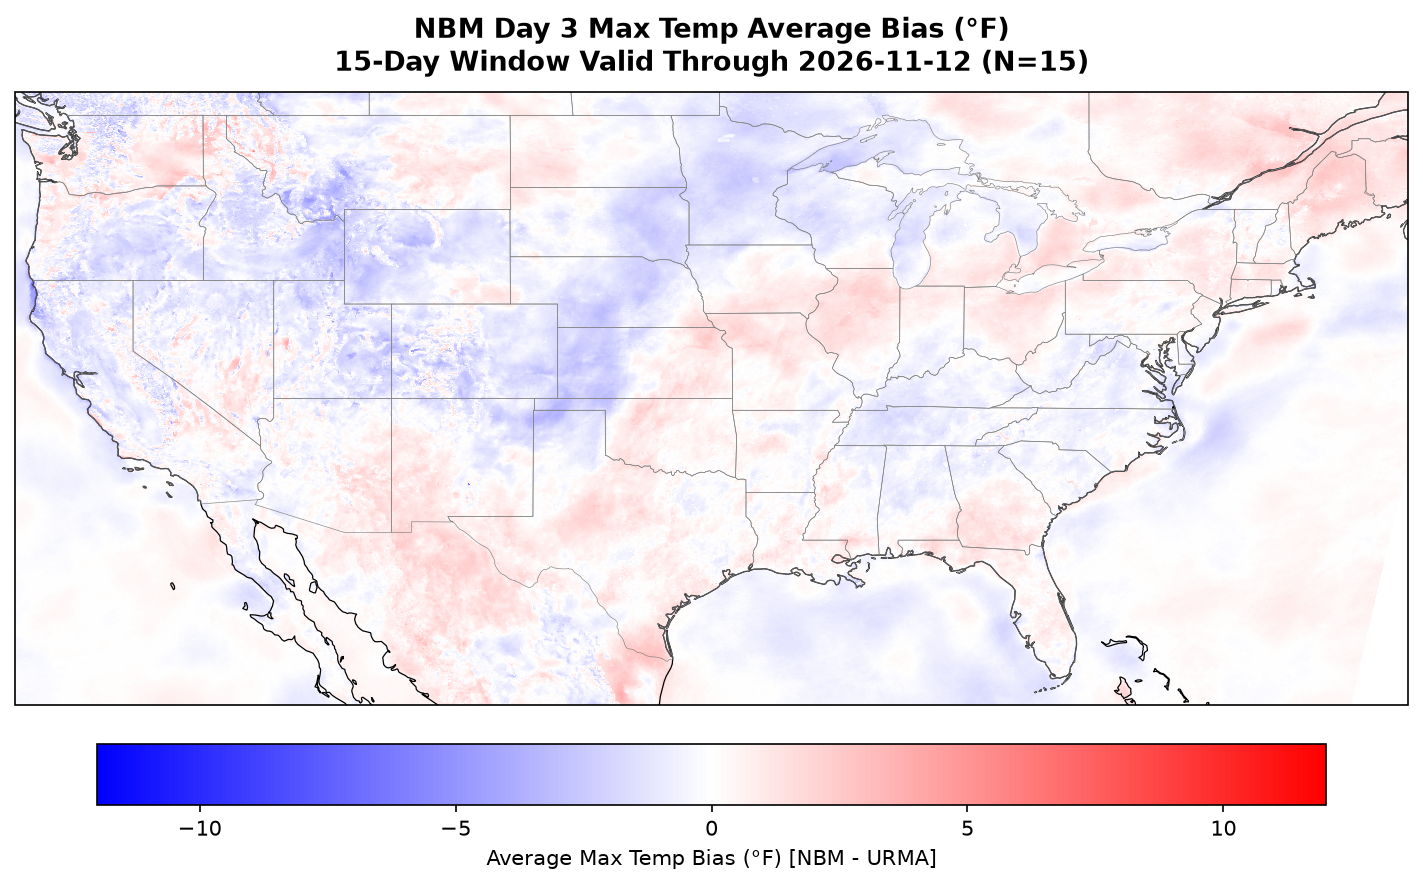 NBM Day 3 Max Temp Average Bias (°F)
15-Day Window Valid Through 2026-11-12 (N=15)
−10 −5 0 5 10
Average Max Temp Bias (°F) [NBM - URMA]